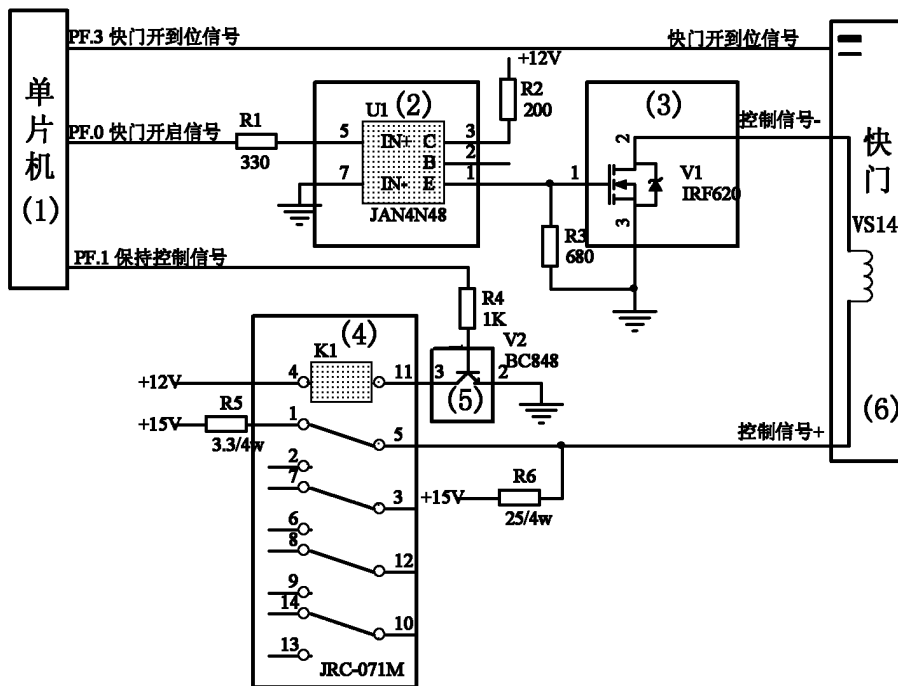 PF.3 快门开到位信号
快门开到位信号
+12V
R2
200
单片机
(1)
PF.0 快门开启信号
R1
330
U1
(2)
5
IN+
C
3
B
2
7
IN-
E
1
JAN4N48
(3)
2
1
V1
IRF620
3
R3
680
控制信号-
快门
VS14
PF.1 保持控制信号
R4
1K
V2
BC848
(4)
K1
+12V
4
11
3
2
(5)
+15V
R5
3.3/4w
1
5
控制信号+
(6)
2
7
3
+15V
R6
25/4w
6
8
12
9
14
10
13
JRC-071M